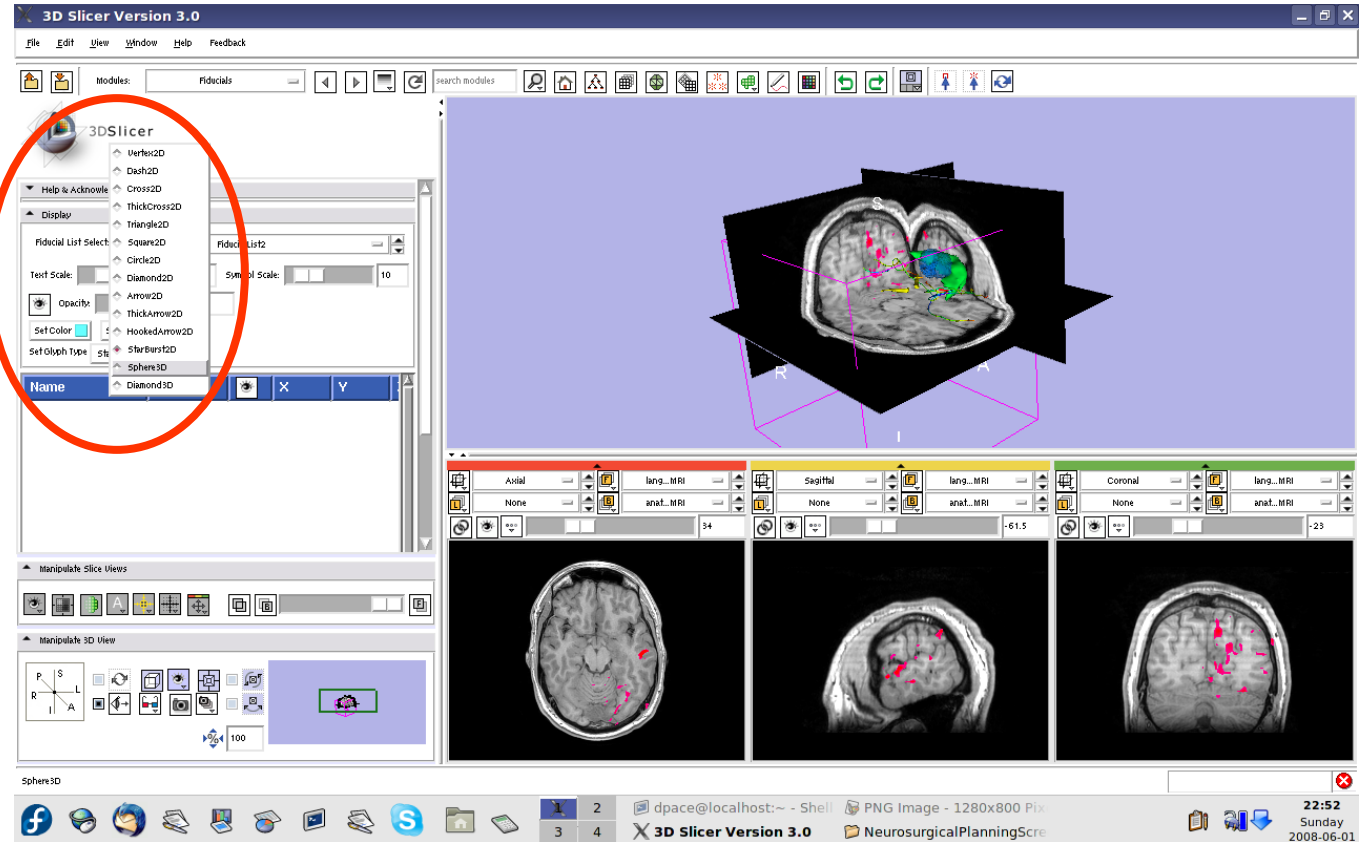 3D Slicer Version 3.0
File Edit View Window Help Feedback
Modules: Fiducials search modules
3DSlicer
Vertex2D
Dash2D
Help & Acknowle
Cross2D
ThickCross2D
Display
Triangle2D
Fiducial List Select
Square2D
FiducialList2
Circle2D
Text Scale:
Diamond2D
Symbol Scale: 10
Opacity:
Arrow2D
ThickArrow2D
Set Color
HookedArrow2D
Set Glyph Type
StarBurst2D
Sphere3D
Name
Diamond3D
X Y
S
R
A
I
Axial lang...MRI
None anat...MRI
34
Sagittal lang...MRI
None anat...MRI
-61.5
Coronal lang...MRI
None anat...MRI
-23
Manipulate Slice Views
Manipulate 3D View
P S
R L
I A
% 100
Sphere3D
1 2
3 4
dpace@localhost:~ - Shell
PNG Image - 1280x800 Pix
3D Slicer Version 3.0
NeurosurgicalPlanningScre
22:52
Sunday
2008-06-01